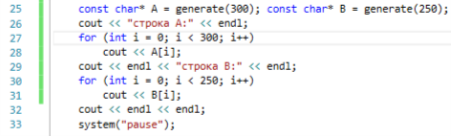 25 const char* A = generate(300); const char* B = generate(250);
26 cout << "строка A:" << endl;
27 for (int i = 0; i < 300; i++)
28 cout << A[i];
29 cout << endl << "строка B:" << endl;
30 for (int i = 0; i < 250; i++)
31 cout << B[i];
32 cout << endl << endl;
33 system("pause");